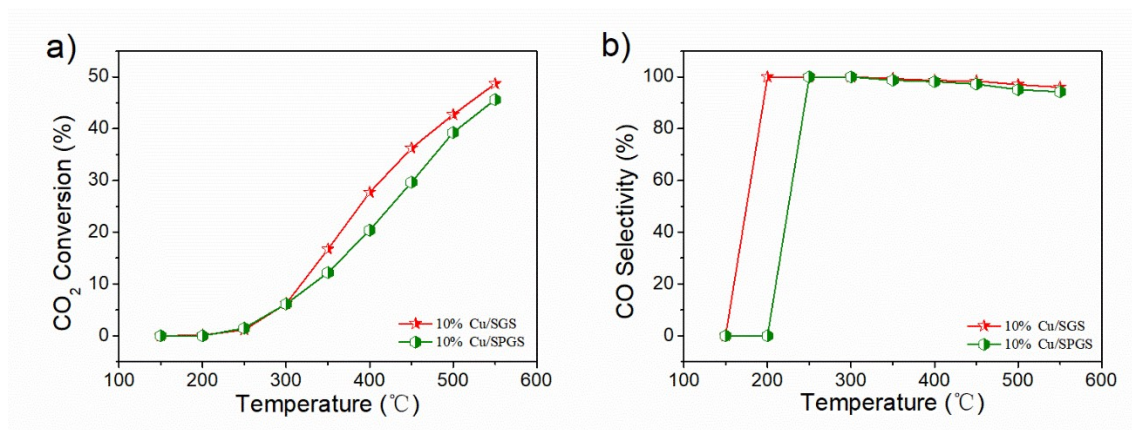 a)
CO₂ Conversion (%)
50
40
30
20
10
0
10% Cu/SGS
10% Cu/SPGS
100 200 300 400 500 600
Temperature (℃)
b)
CO Selectivity (%)
100
80
60
40
20
0
10% Cu/SGS
10% Cu/SPGS
100 200 300 400 500 600
Temperature (℃)